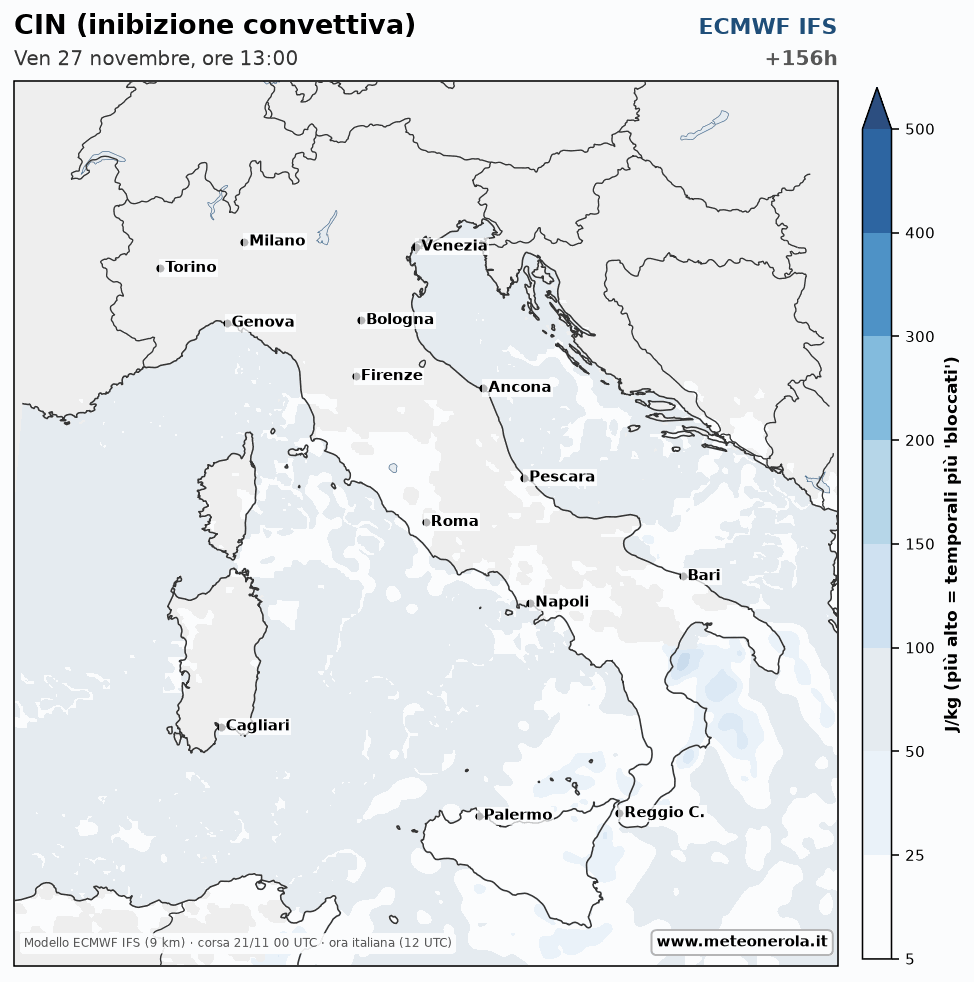 CIN (inibizione convettiva)
ECMWF IFS
Ven 27 novembre, ore 13:00
+156h
500
400
300
200
150
100
50
25
5
J/kg (più alto = temporali più 'bloccati')
Milano
Venezia
Torino
Genova
Bologna
Firenze
Ancona
Pescara
Roma
Bari
Napoli
Cagliari
Palermo
Reggio C.
Modello ECMWF IFS (9 km) · corsa 21/11 00 UTC · ora italiana (12 UTC)
www.meteonerola.it